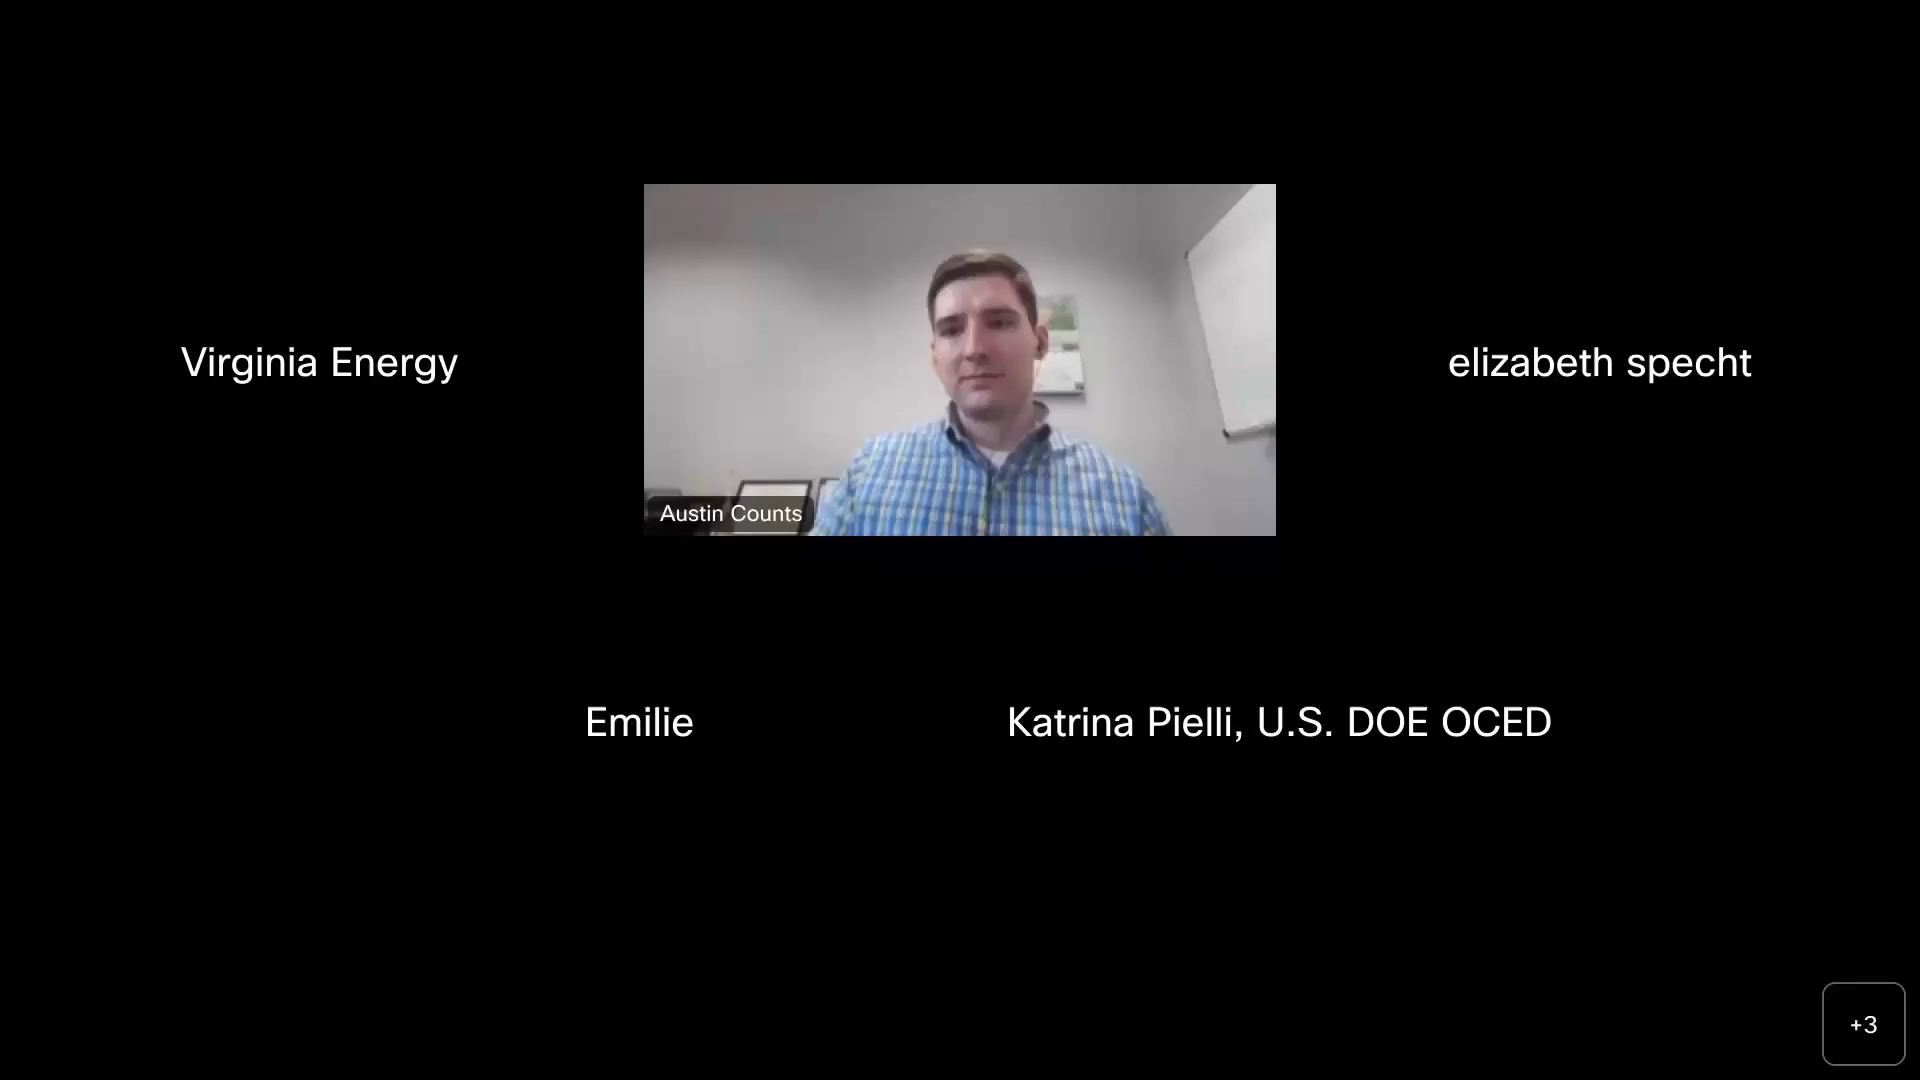 Virginia Energy
elizabeth specht
Austin Counts
Emilie
Katrina Pielli, U.S. DOE OCED
+3